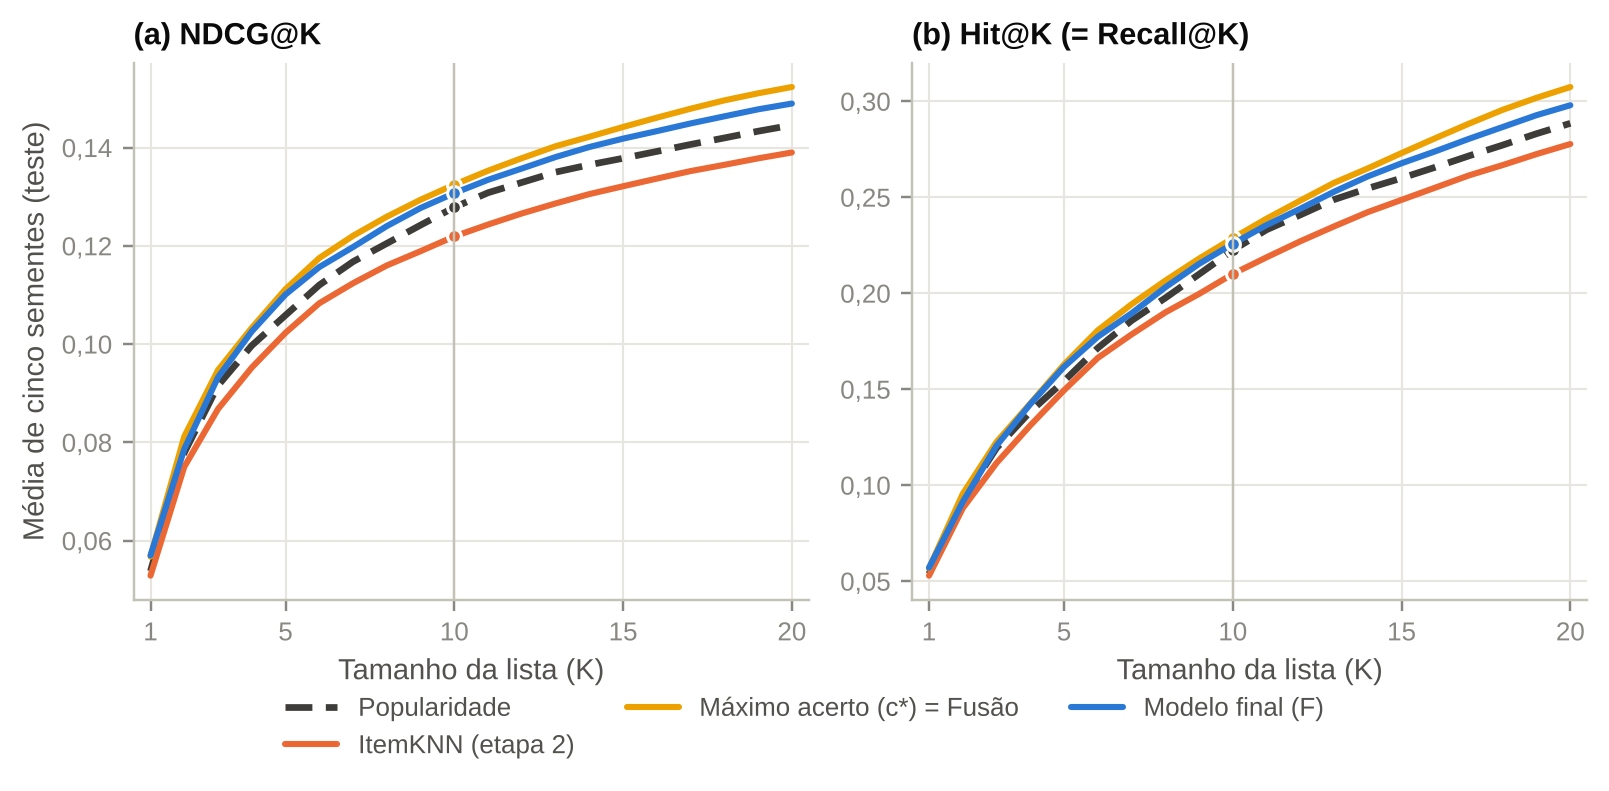 (a) NDCG@K
(b) Hit@K (= Recall@K)
Média de cinco sementes (teste)
0,14
0,12
0,10
0,08
0,06
1 5 10 15 20
Tamanho da lista (K)
0,30
0,25
0,20
0,15
0,10
0,05
1 5 10 15 20
Tamanho da lista (K)
Popularidade
Máximo acerto (c*) = Fusão
Modelo final (F)
ItemKNN (etapa 2)